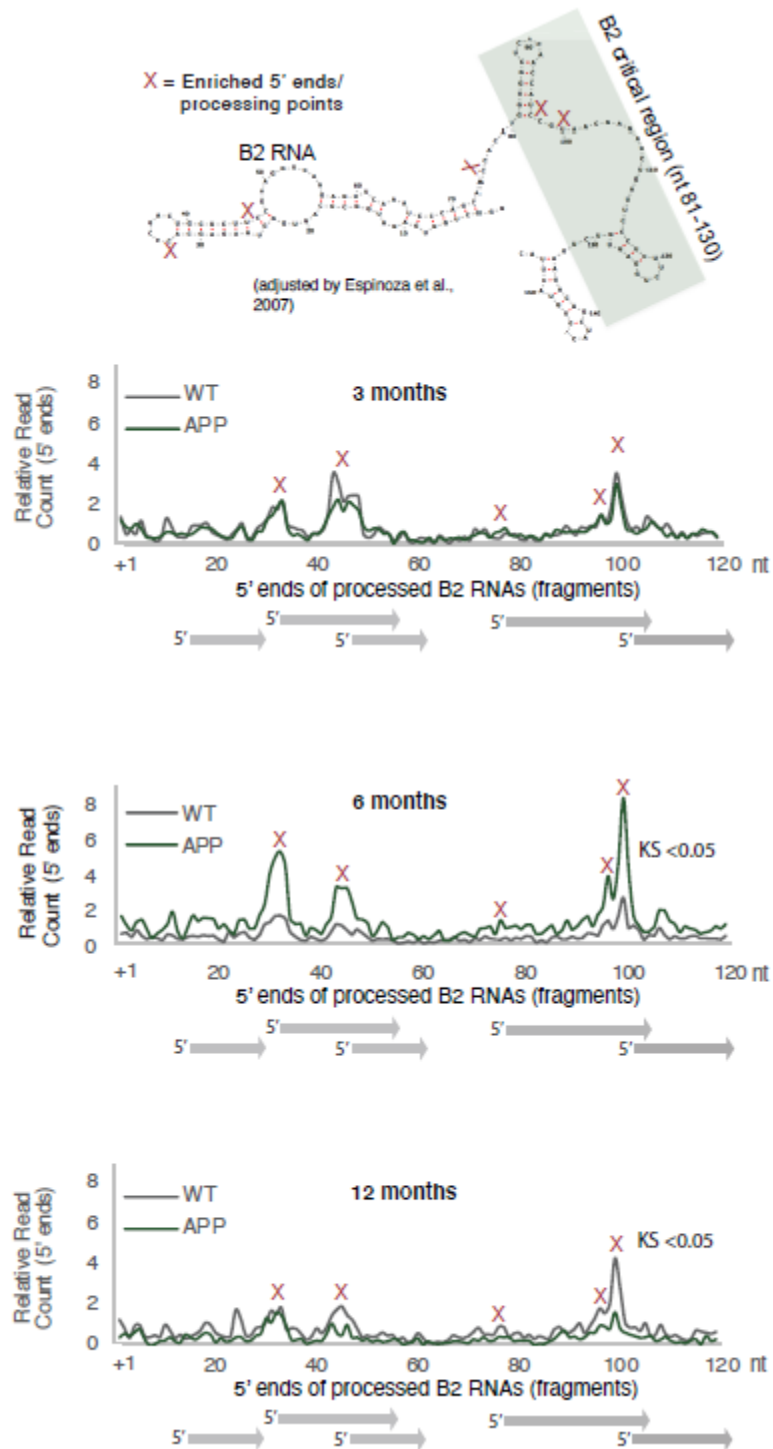 X = Enriched 5' ends/
processing points
B2 RNA
B2 critical region (nt 81-130)
(adjusted by Espinoza et al.,
2007)
Relative Read
Count (5' ends)
8
6
4
2
0
WT
APP
3 months
X
X
X
X
X
+1 20 40 60 80 100 120 nt
5' ends of processed B2 RNAs (fragments)
5' 5' 5' 5' 5'
Relative Read
Count (5' ends)
8
6
4
2
0
WT
APP
6 months
KS <0.05
X
X
X
X
X
+1 20 40 60 80 100 120 nt
5' ends of processed B2 RNAs (fragments)
5' 5' 5' 5' 5'
Relative Read
Count (5' ends)
8
6
4
2
0
WT
APP
12 months
KS <0.05
X
X
X
X
X
+1 20 40 60 80 100 120 nt
5' ends of processed B2 RNAs (fragments)
5' 5' 5' 5' 5'